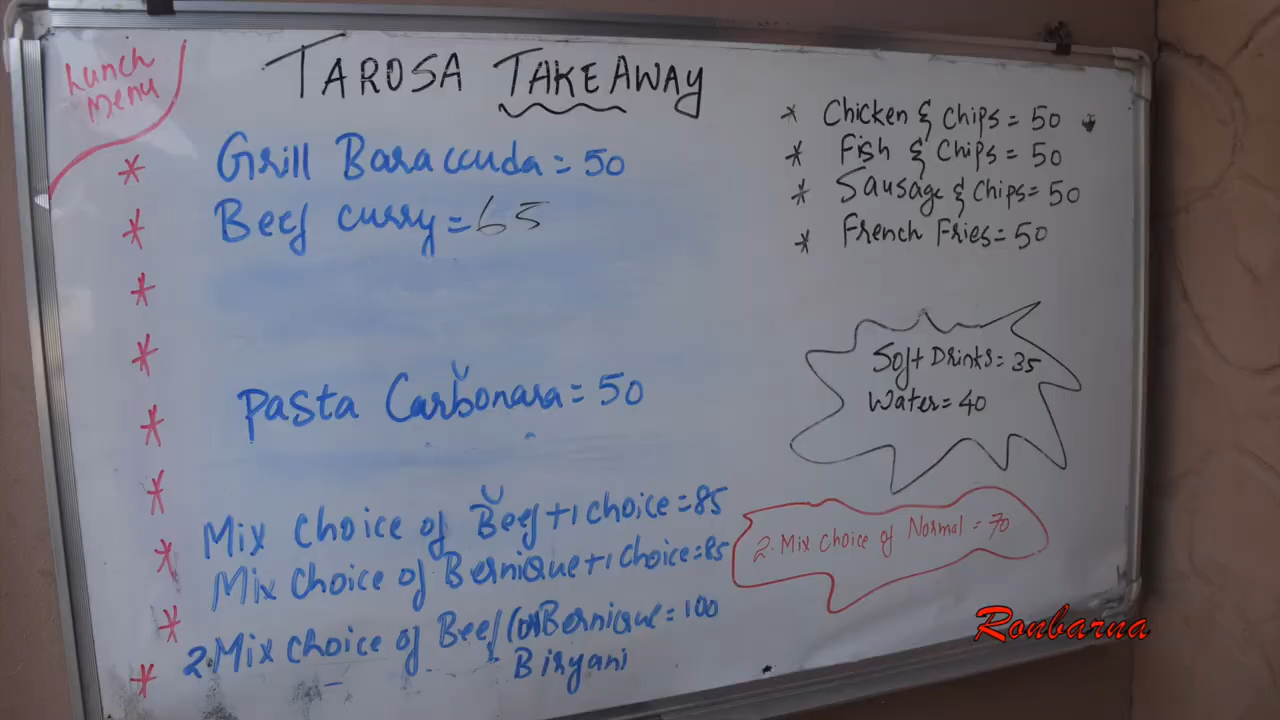 Lunch
Menu
TAROSA TAKEAWAY
* Grill Baraccuda = 50
* Beef curry = 65
*
*
* Pasta Carbonara = 50
*
* Mix Choice of Beef + 1 choice = 85
* Mix Choice of Bernique + 1 choice = 85
* 2. Mix choice of Beef (or) Bernique = 100
Biryani
* Chicken & Chips = 50
* Fish & Chips = 50
* Sausage & Chips = 50
* French Fries = 50
Soft Drinks = 35
Water = 40
2. Mix Choice of Normal = 70
Ronbarna